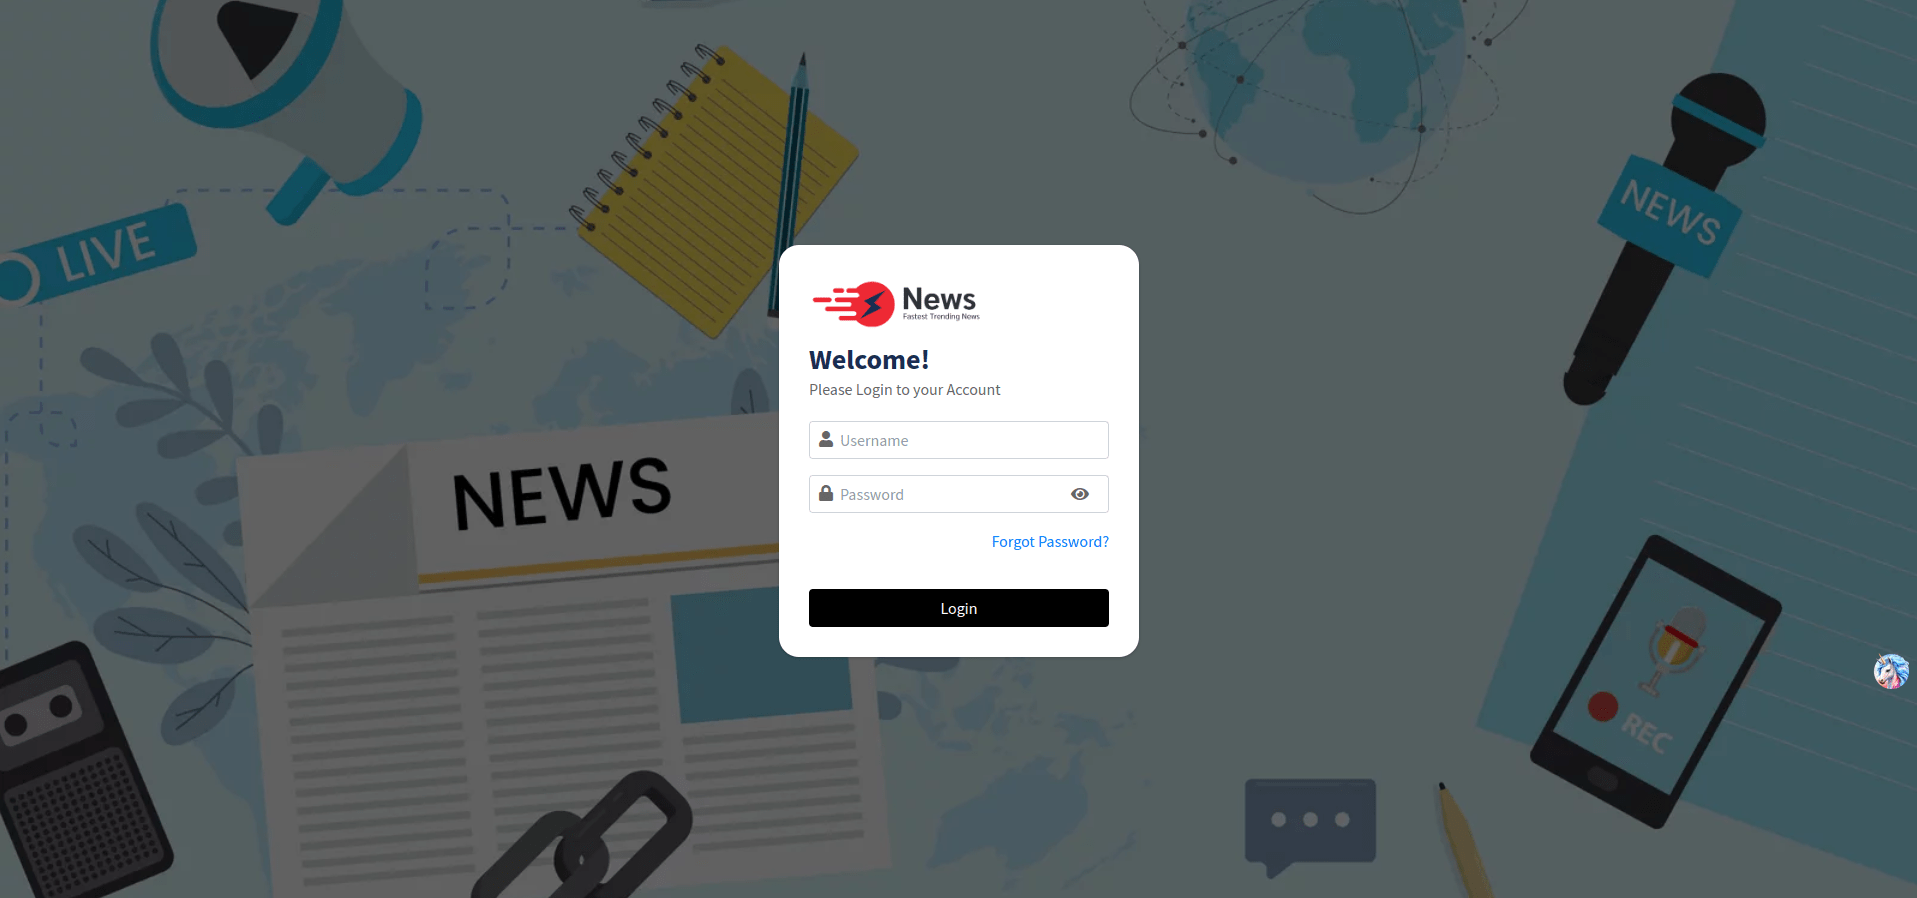 LIVE
NEWS
NEWS
News
Fastest Trending News
Welcome!
Please Login to your Account
Username
Password
Forgot Password?
Login
REC